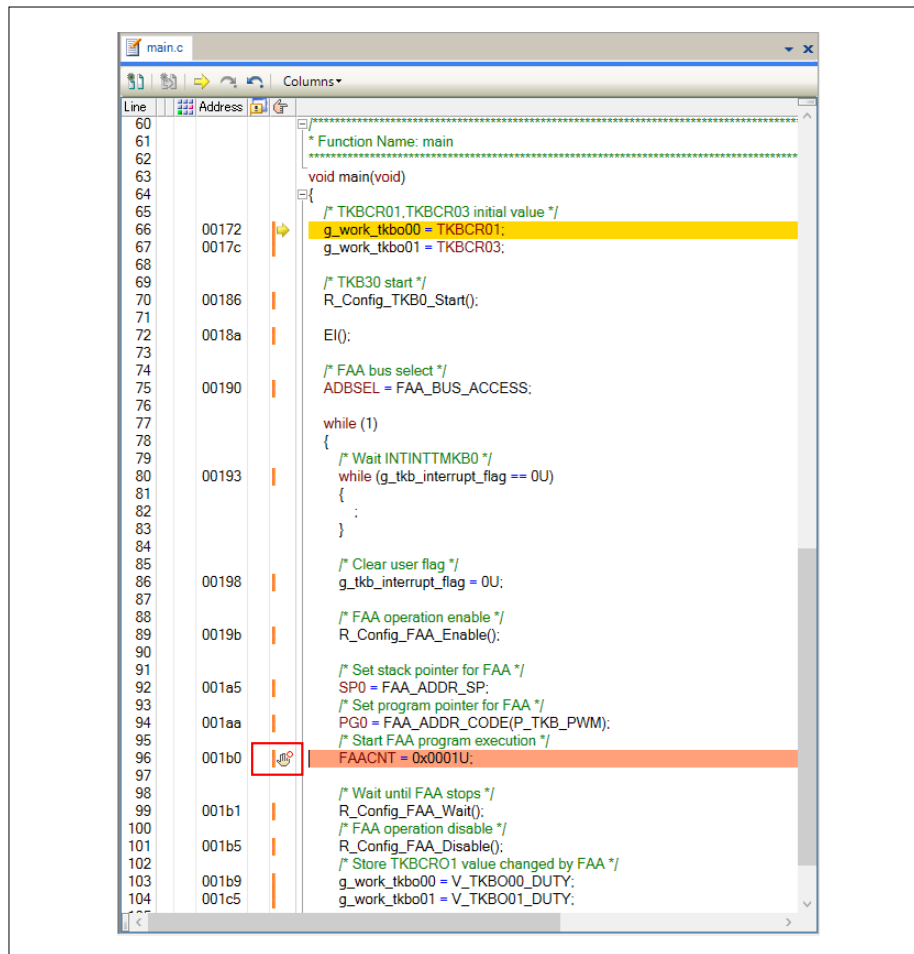 main.c
Columns
Line Address
60 /**************************************************************************************
61 * Function Name: main
62 **************************************************************************************
63 void main(void)
64 {
65 /* TKBCR01,TKBCR03 initial value */
66 00172 g_work_tkbo00 = TKBCR01;
67 0017c g_work_tkbo01 = TKBCR03;
68
69 /* TKB30 start */
70 00186 R_Config_TKB0_Start();
71
72 0018a EI();
73
74 /* FAA bus select */
75 00190 ADBSEL = FAA_BUS_ACCESS;
76
77 while (1)
78 {
79 /* Wait INTINTTMKB0 */
80 00193 while (g_tkb_interrupt_flag == 0U)
81 {
82 ;
83 }
84
85 /* Clear user flag */
86 00198 g_tkb_interrupt_flag = 0U;
87
88 /* FAA operation enable */
89 0019b R_Config_FAA_Enable();
90
91 /* Set stack pointer for FAA */
92 001a5 SP0 = FAA_ADDR_SP;
93 /* Set program pointer for FAA */
94 001aa PG0 = FAA_ADDR_CODE(P_TKB_PWM);
95 /* Start FAA program execution */
96 001b0 FAACNT = 0x0001U;
97
98 /* Wait until FAA stops */
99 001b1 R_Config_FAA_Wait();
100 /* FAA operation disable */
101 001b5 R_Config_FAA_Disable();
102 /* Store TKBCRO1 value changed by FAA */
103 001b9 g_work_tkbo00 = V_TKBO00_DUTY;
104 001c5 g_work_tkbo01 = V_TKBO01_DUTY;